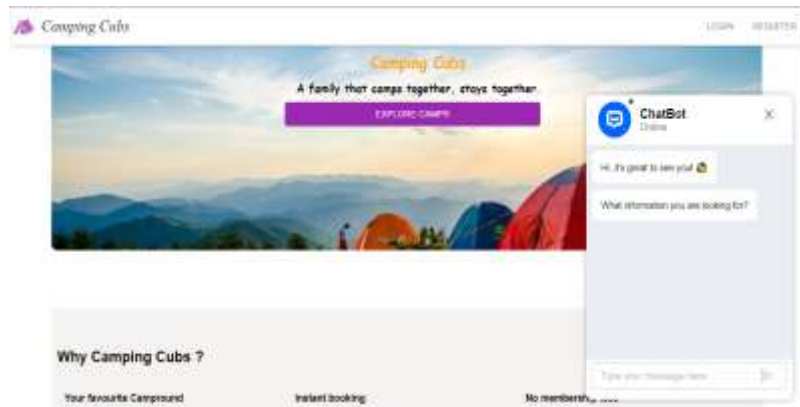 Camping Cubs
LOGIN REGISTER
Camping Cubs
A family that camps together, stays together.
EXPLORE CAMPS
ChatBot
Online
X
Hi, it's great to see you!
What information you are looking for?
Type your message here
Why Camping Cubs ?
Your favourite Campround
Instant booking
No membership